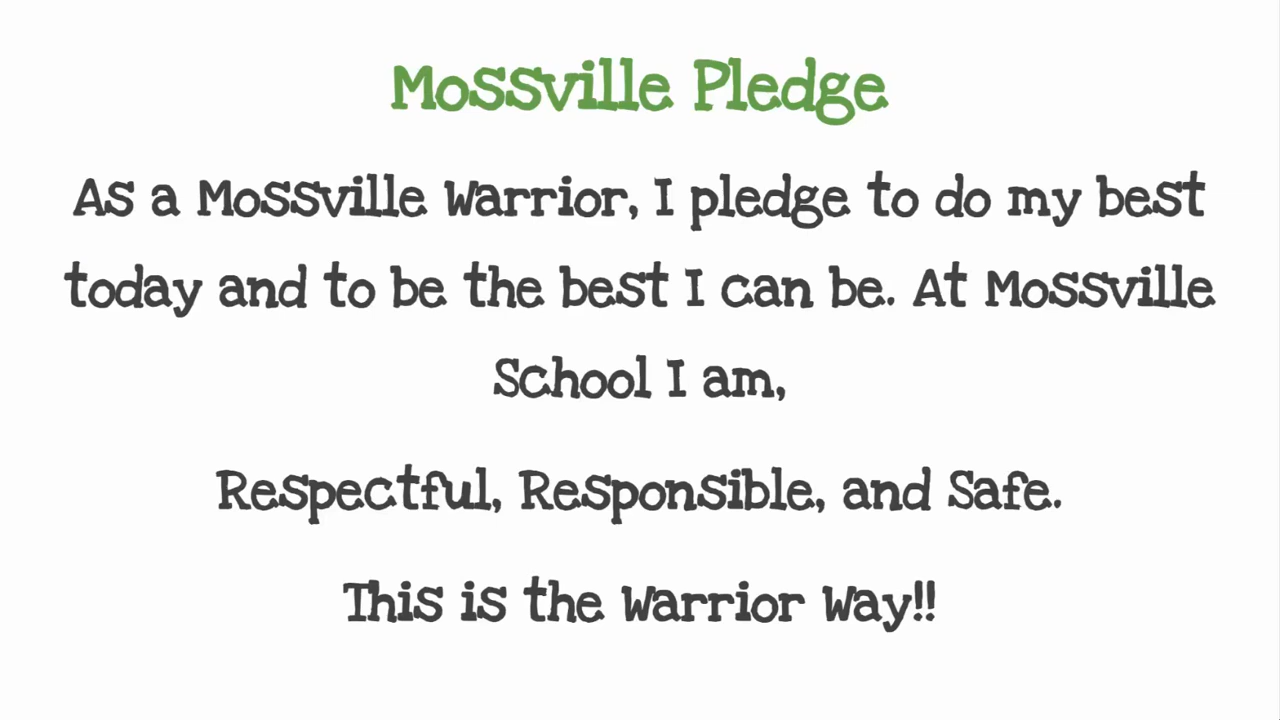 Mossville Pledge
As a Mossville Warrior, I pledge to do my best
today and to be the best I can be. At Mossville
School I am,
Respectful, Responsible, and Safe.
This is the Warrior Way!!